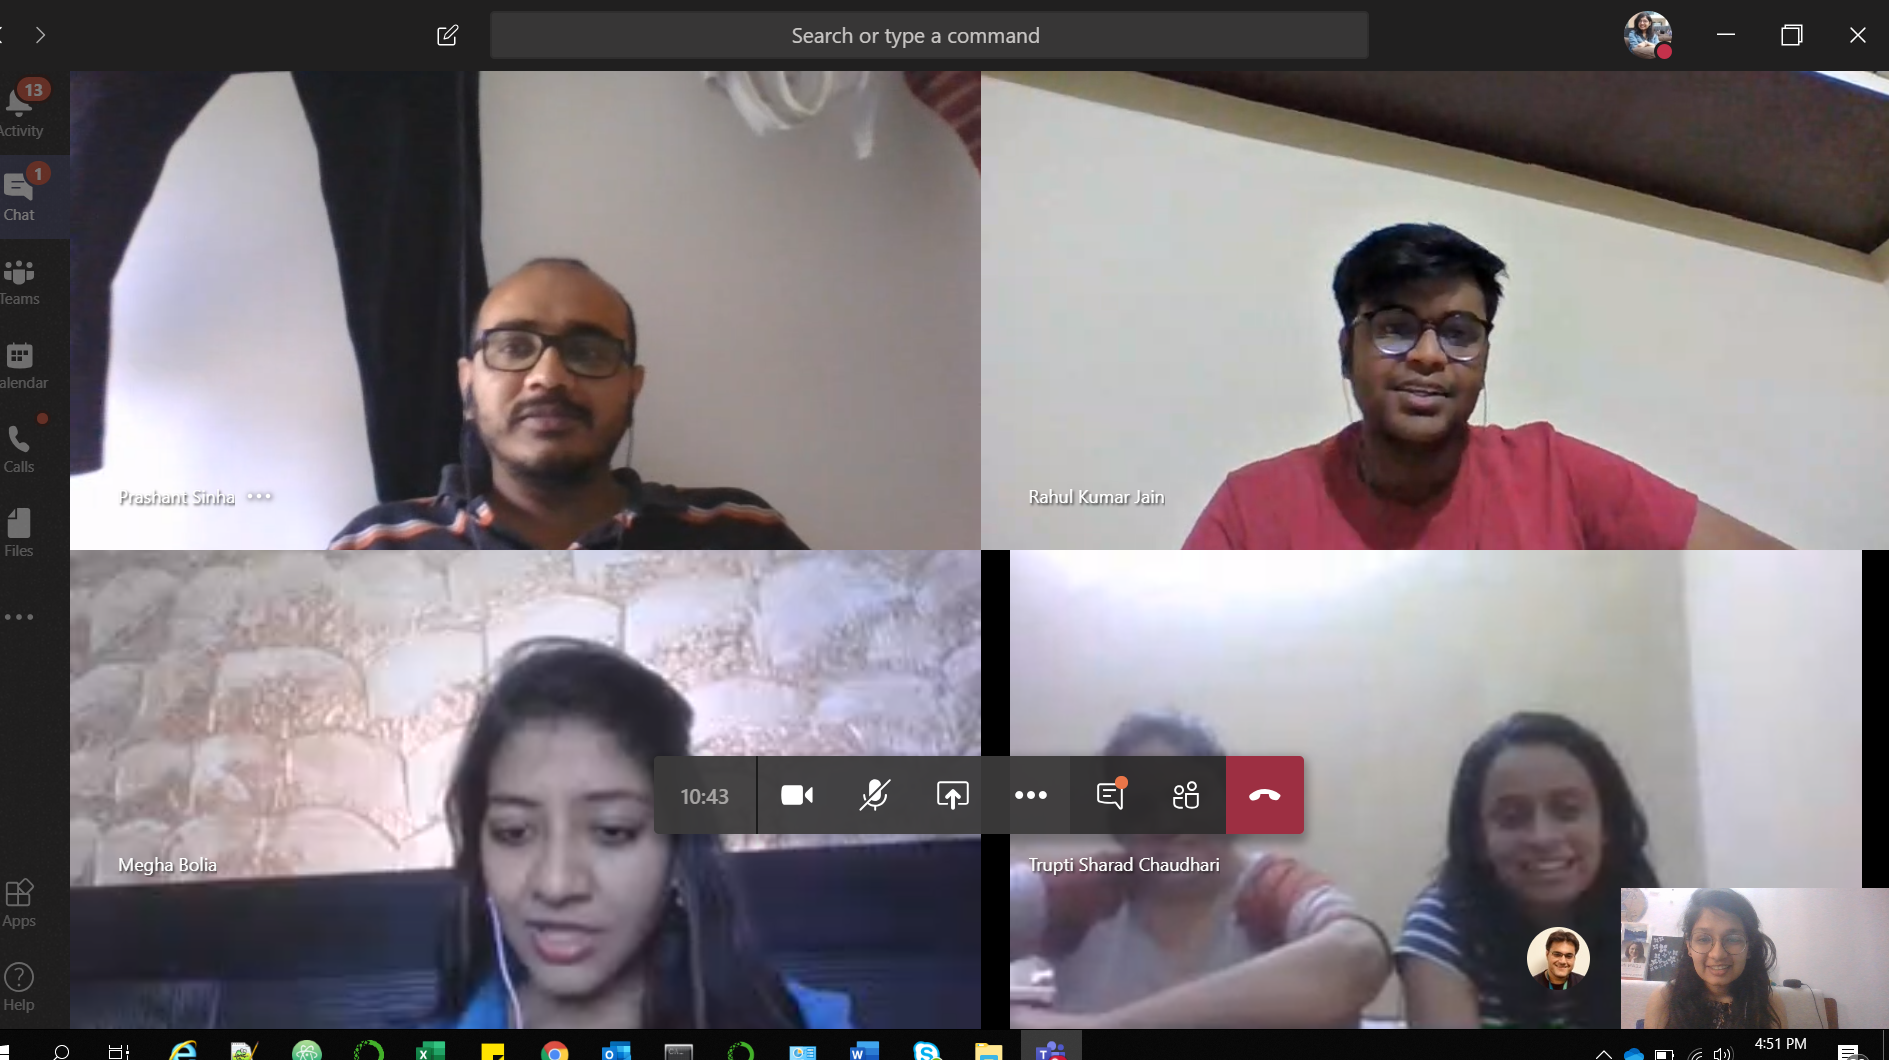 Search or type a command
13
Activity
1
Chat
Teams
Calendar
Calls
Files
Apps
Help
Prashant Sinha
Rahul Kumar Jain
Megha Bolia
10:43
Trupti Sharad Chaudhari
4:51 PM